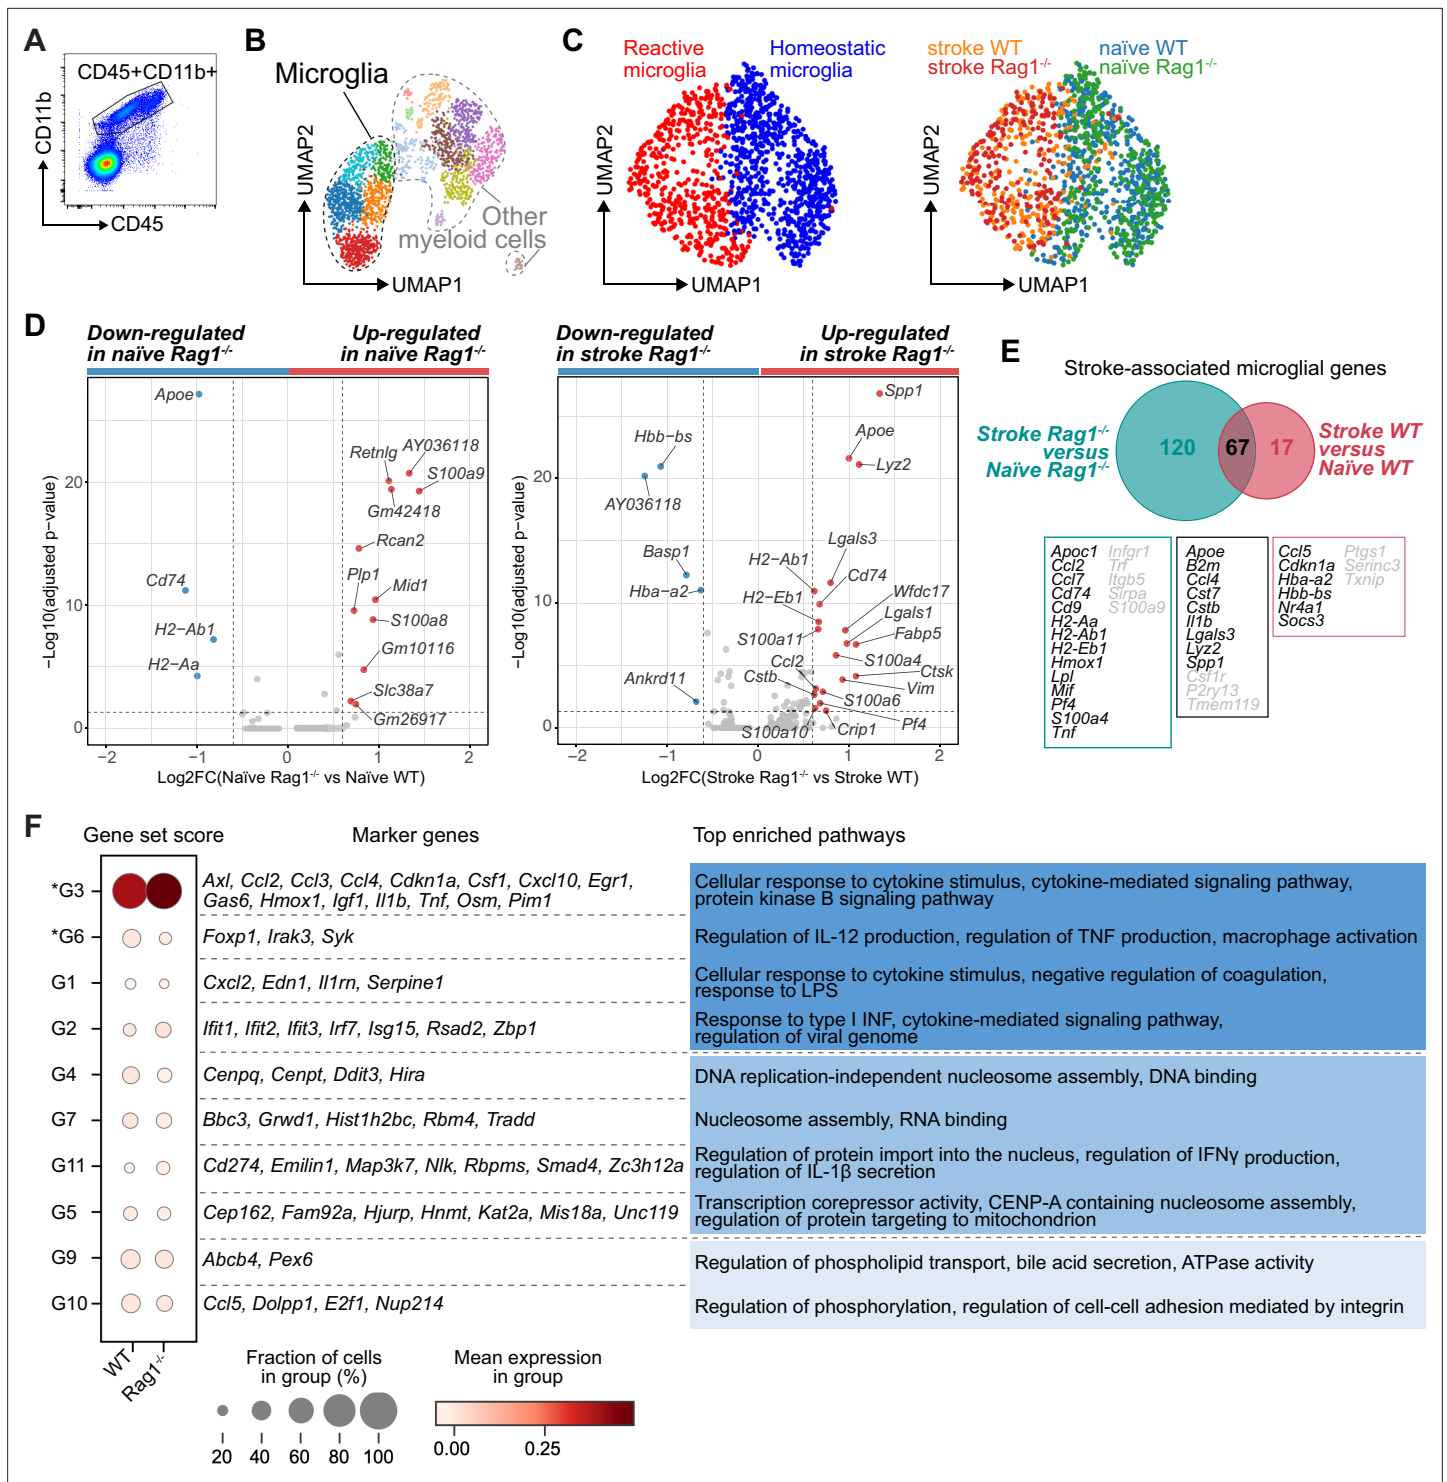 A
CD45+CD11b+
CD11b
CD45
B
Microglia
UMAP2
UMAP1
Other
myeloid cells
C
Reactive
microglia
Homeostatic
microglia
UMAP2
UMAP1
stroke WT
stroke Rag1-/-
naïve WT
naïve Rag1-/-
UMAP2
UMAP1
D
Down-regulated
in naïve Rag1-/-
Up-regulated
in naïve Rag1-/-
−Log10(adjusted p−value)
20
10
0
−2
−1
0
1
2
Log2FC(Naïve Rag1-/- vs Naïve WT)
Apoe
Retnlg
AY036118
S100a9
Gm42418
Rcan2
Cd74
Plp1
Mid1
S100a8
H2−Ab1
Gm10116
H2−Aa
Slc38a7
Gm26917
Down-regulated
in stroke Rag1-/-
Up-regulated
in stroke Rag1-/-
−Log10(adjusted p−value)
20
10
0
−2
−1
0
1
2
Log2FC(Stroke Rag1-/- vs Stroke WT)
Spp1
Hbb−bs
Apoe
Lyz2
AY036118
Basp1
Lgals3
H2−Ab1
Cd74
Hba−a2
H2−Eb1
Wfdc17
Lgals1
S100a11
Fabp5
Ccl2
S100a4
Ctsk
Ankrd11
Cstb
Vim
S100a6
S100a10
Crip1
Pf4
E
Stroke-associated microglial genes
Stroke Rag1-/-
versus
Naïve Rag1-/-
120
67
17
Stroke WT
versus
Naïve WT
Apoc1 Infgr1
Ccl2 Trf
Ccl7 Itgb5
Cd74 Sirpa
Cd9 S100a9
H2-Aa
H2-Ab1
H2-Eb1
Hmox1
Lpl
Mif
Pf4
S100a4
Tnf
Apoe
B2m
Ccl4
Cst7
Cstb
Il1b
Lgals3
Lyz2
Spp1
Csf1r
P2ry13
Tmem119
Ccl5 Ptgs1
Cdkn1a Serinc3
Hba-a2 Txnip
Hbb-bs
Nr4a1
Socs3
F
Gene set score
Marker genes
Top enriched pathways
*G3
Axl, Ccl2, Ccl3, Ccl4, Cdkn1a, Csf1, Cxcl10, Egr1,
Gas6, Hmox1, Igf1, Il1b, Tnf, Osm, Pim1
Cellular response to cytokine stimulus, cytokine-mediated signaling pathway,
protein kinase B signaling pathway
*G6
Foxp1, Irak3, Syk
Regulation of IL-12 production, regulation of TNF production, macrophage activation
G1
Cxcl2, Edn1, Il1rn, Serpine1
Cellular response to cytokine stimulus, negative regulation of coagulation,
response to LPS
G2
Ifit1, Ifit2, Ifit3, Irf7, Isg15, Rsad2, Zbp1
Response to type I INF, cytokine-mediated signaling pathway,
regulation of viral genome
G4
Cenpq, Cenpt, Ddit3, Hira
DNA replication-independent nucleosome assembly, DNA binding
G7
Bbc3, Grwd1, Hist1h2bc, Rbm4, Tradd
Nucleosome assembly, RNA binding
G11
Cd274, Emilin1, Map3k7, Nlk, Rbpms, Smad4, Zc3h12a
Regulation of protein import into the nucleus, regulation of IFNγ production,
regulation of IL-1β secretion
G5
Cep162, Fam92a, Hjurp, Hnmt, Kat2a, Mis18a, Unc119
Transcription corepressor activity, CENP-A containing nucleosome assembly,
regulation of protein targeting to mitochondrion
G9
Abcb4, Pex6
Regulation of phospholipid transport, bile acid secretion, ATPase activity
G10
Ccl5, Dolpp1, E2f1, Nup214
Regulation of phosphorylation, regulation of cell-cell adhesion mediated by integrin
WT
Rag1-/-
Fraction of cells
in group (%)
20 40 60 80 100
Mean expression
in group
0.00 0.25